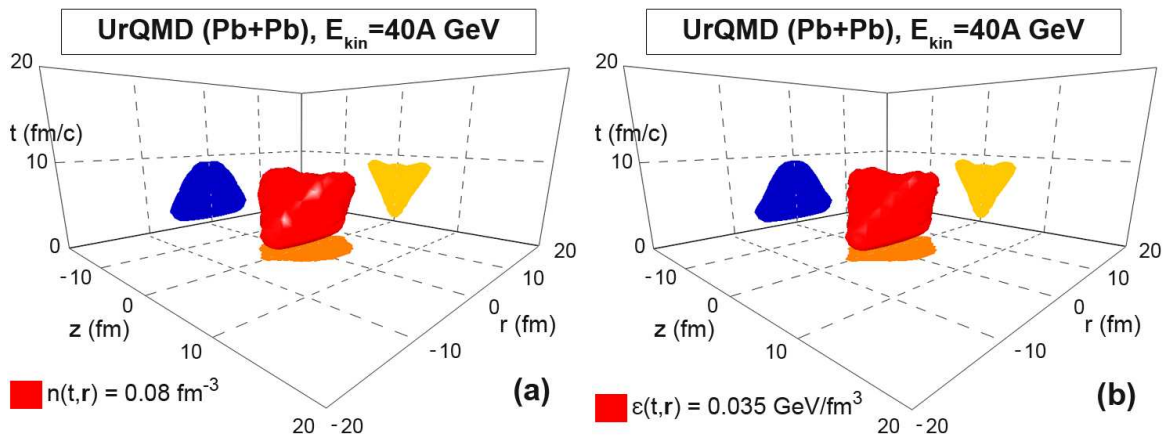 UrQMD (Pb+Pb), E_kin=40A GeV
20
t (fm/c)
10
0
-10
0
z (fm)
10
20
-20
-10
r (fm)
0
10
20
n(t,r) = 0.08 fm⁻³
(a)
UrQMD (Pb+Pb), E_kin=40A GeV
20
t (fm/c)
10
0
-10
0
z (fm)
10
20
-20
-10
r (fm)
0
10
20
ε(t,r) = 0.035 GeV/fm³
(b)